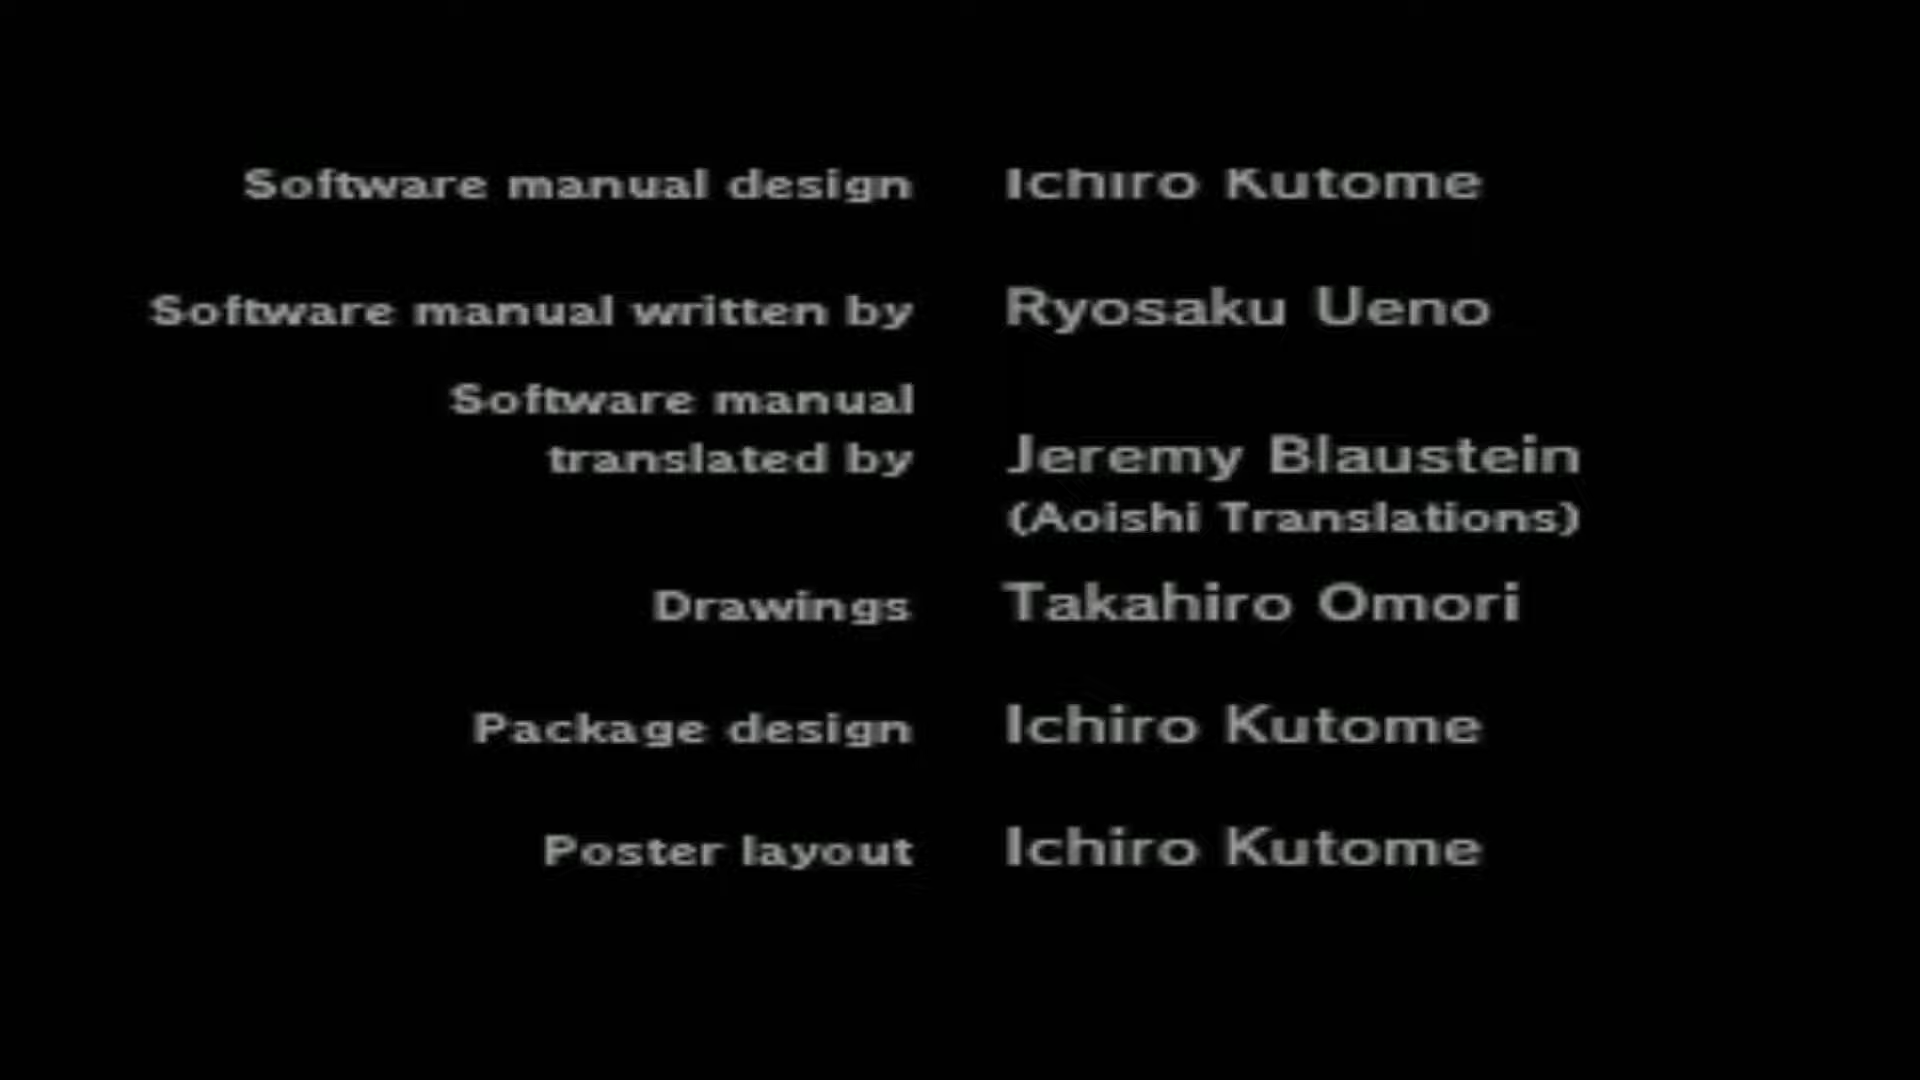 Software manual design Ichiro Kutome
Software manual written by Ryosaku Ueno
Software manual
translated by Jeremy Blaustein
(Aoishi Translations)
Drawings Takahiro Omori
Package design Ichiro Kutome
Poster layout Ichiro Kutome